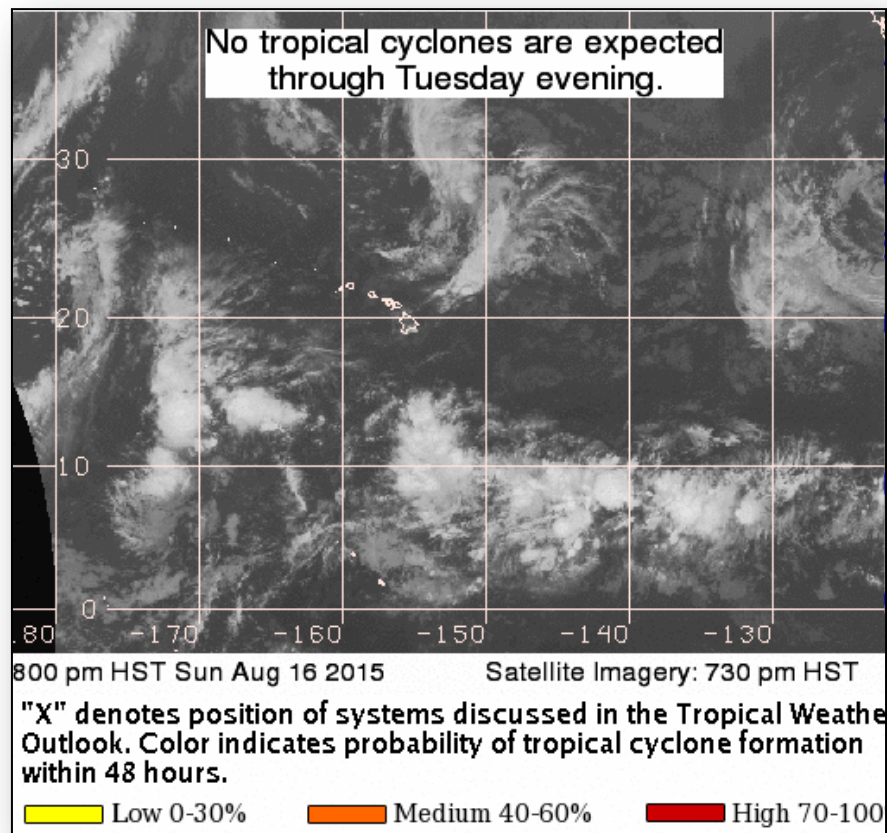 No tropical cyclones are expected
through Tuesday evening.
30
20
10
0
80 -170 -160 -150 -140 -130
800 pm HST Sun Aug 16 2015 Satellite Imagery: 730 pm HST
"X" denotes position of systems discussed in the Tropical Weathe
Outlook. Color indicates probability of tropical cyclone formation
within 48 hours.
Low 0-30% Medium 40-60% High 70-100